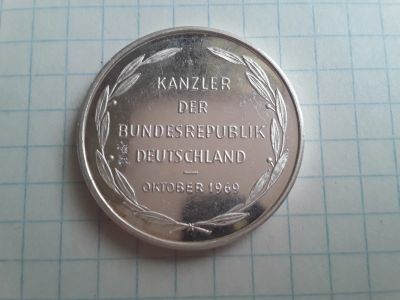 KANZLER
DER
BUNDESREPUBLIK
DEUTSCHLAND
OKTOBER 1969